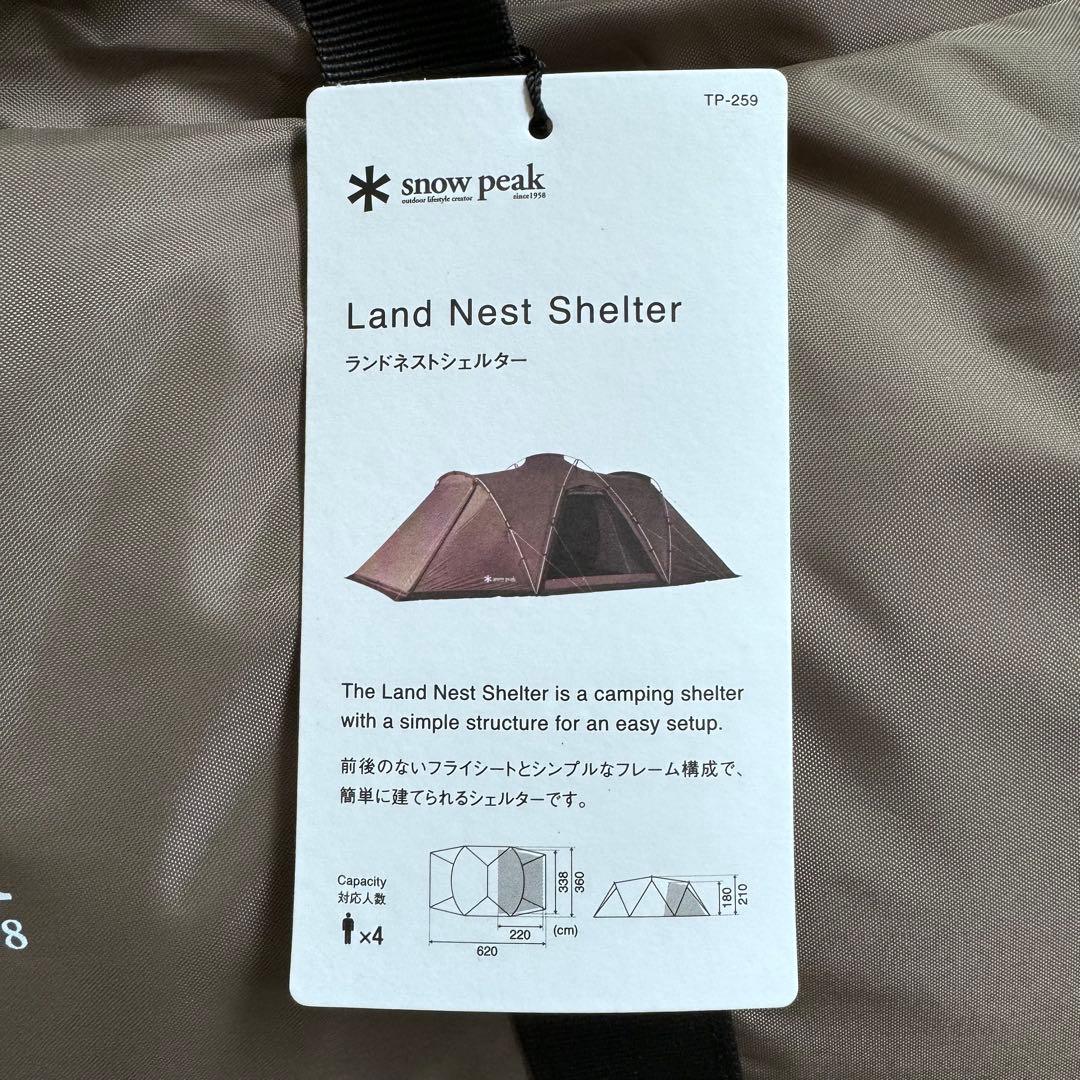 TP-259
snow peak
outdoor lifestyle creator since1958
Land Nest Shelter
ランドネストシェルター
snow peak
The Land Nest Shelter is a camping shelter
with a simple structure for an easy setup.
前後のないフライシートとシンプルなフレーム構成で、
簡単に建てられるシェルターです。
Capacity
対応人数
×4
338
360
220
(cm)
620
180
210
8